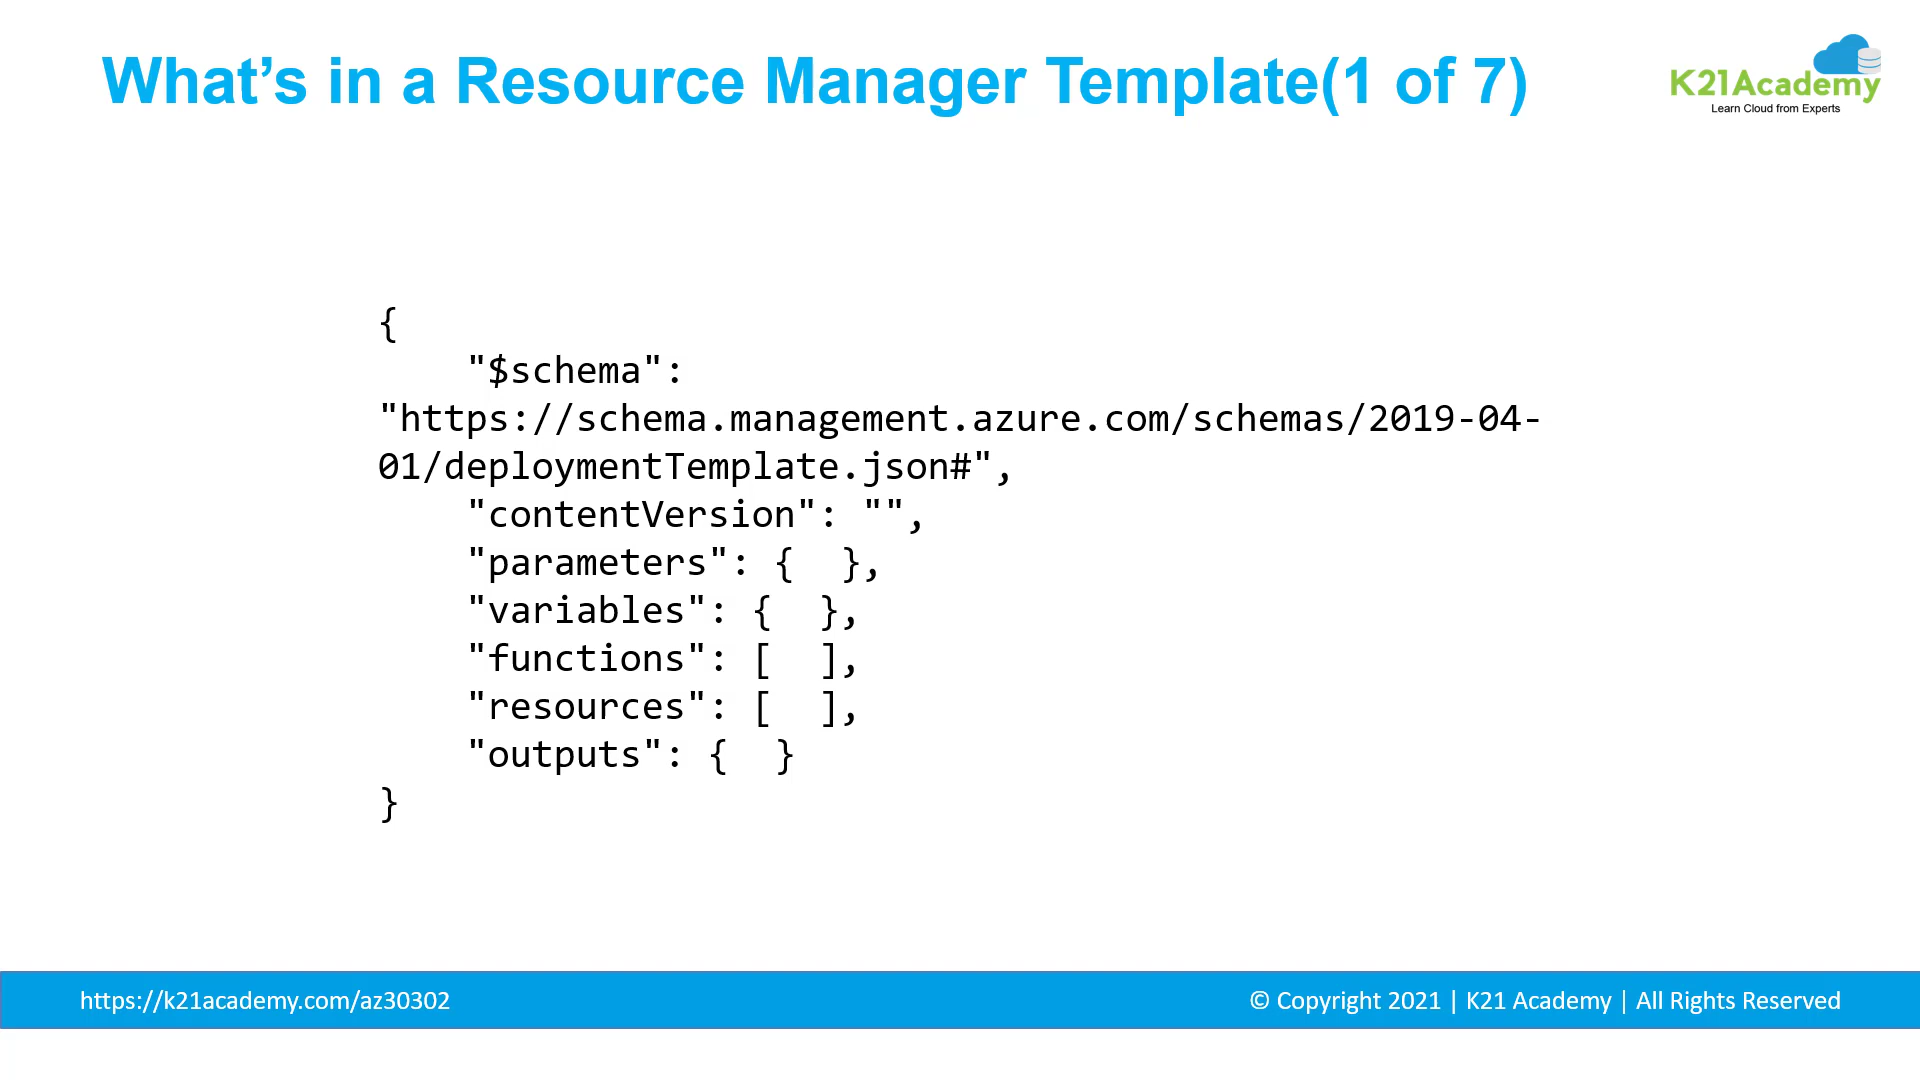 What’s in a Resource Manager Template(1 of 7)
K21Academy
Learn Cloud from Experts
{
    "$schema":
"https://schema.management.azure.com/schemas/2019-04-
01/deploymentTemplate.json#",
    "contentVersion": "",
    "parameters": {  },
    "variables": {  },
    "functions": [  ],
    "resources": [  ],
    "outputs": {  }
}
https://k21academy.com/az30302
© Copyright 2021 | K21 Academy | All Rights Reserved